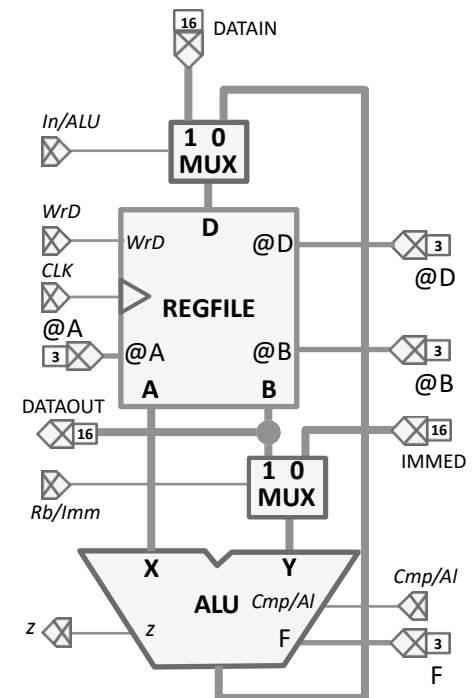 16 DATAIN
In/ALU
1 0
MUX
WrD
D
WrD @D 3
@D
CLK
REGFILE
@A
3 @A @B 3
@B
A B
DATAOUT
16 16
IMMED
1 0
MUX
Rb/Imm
X Y
Cmp/Al
ALU Cmp/Al
z z
F 3
F